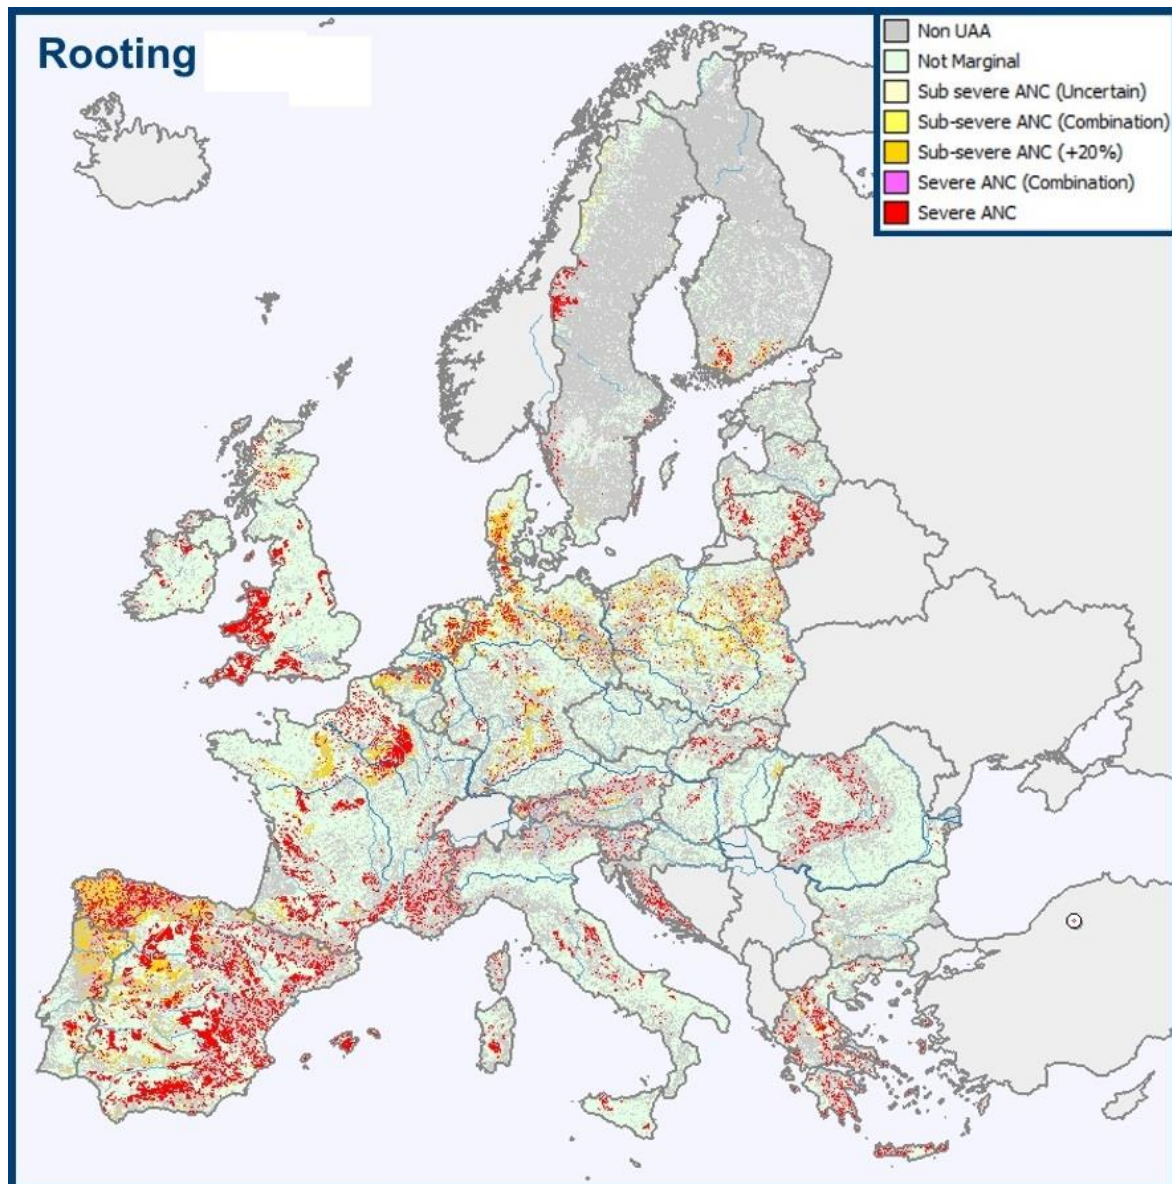 Rooting
Non UAA
Not Marginal
Sub severe ANC (Uncertain)
Sub-severe ANC (Combination)
Sub-severe ANC (+20%)
Severe ANC (Combination)
Severe ANC